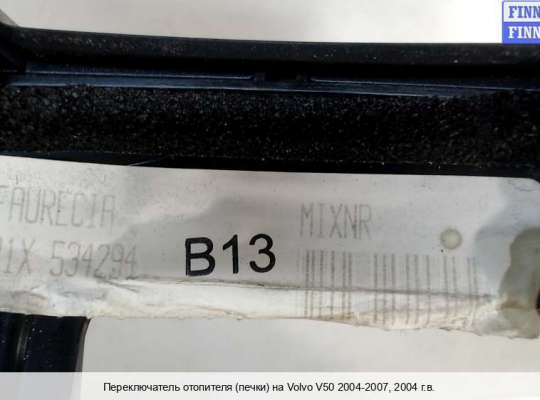 FINN
FINN
FAURECIA
MIXNR
01X 534294
B13
Переключатель отопителя (печки) на Volvo V50 2004-2007, 2004 г.в.